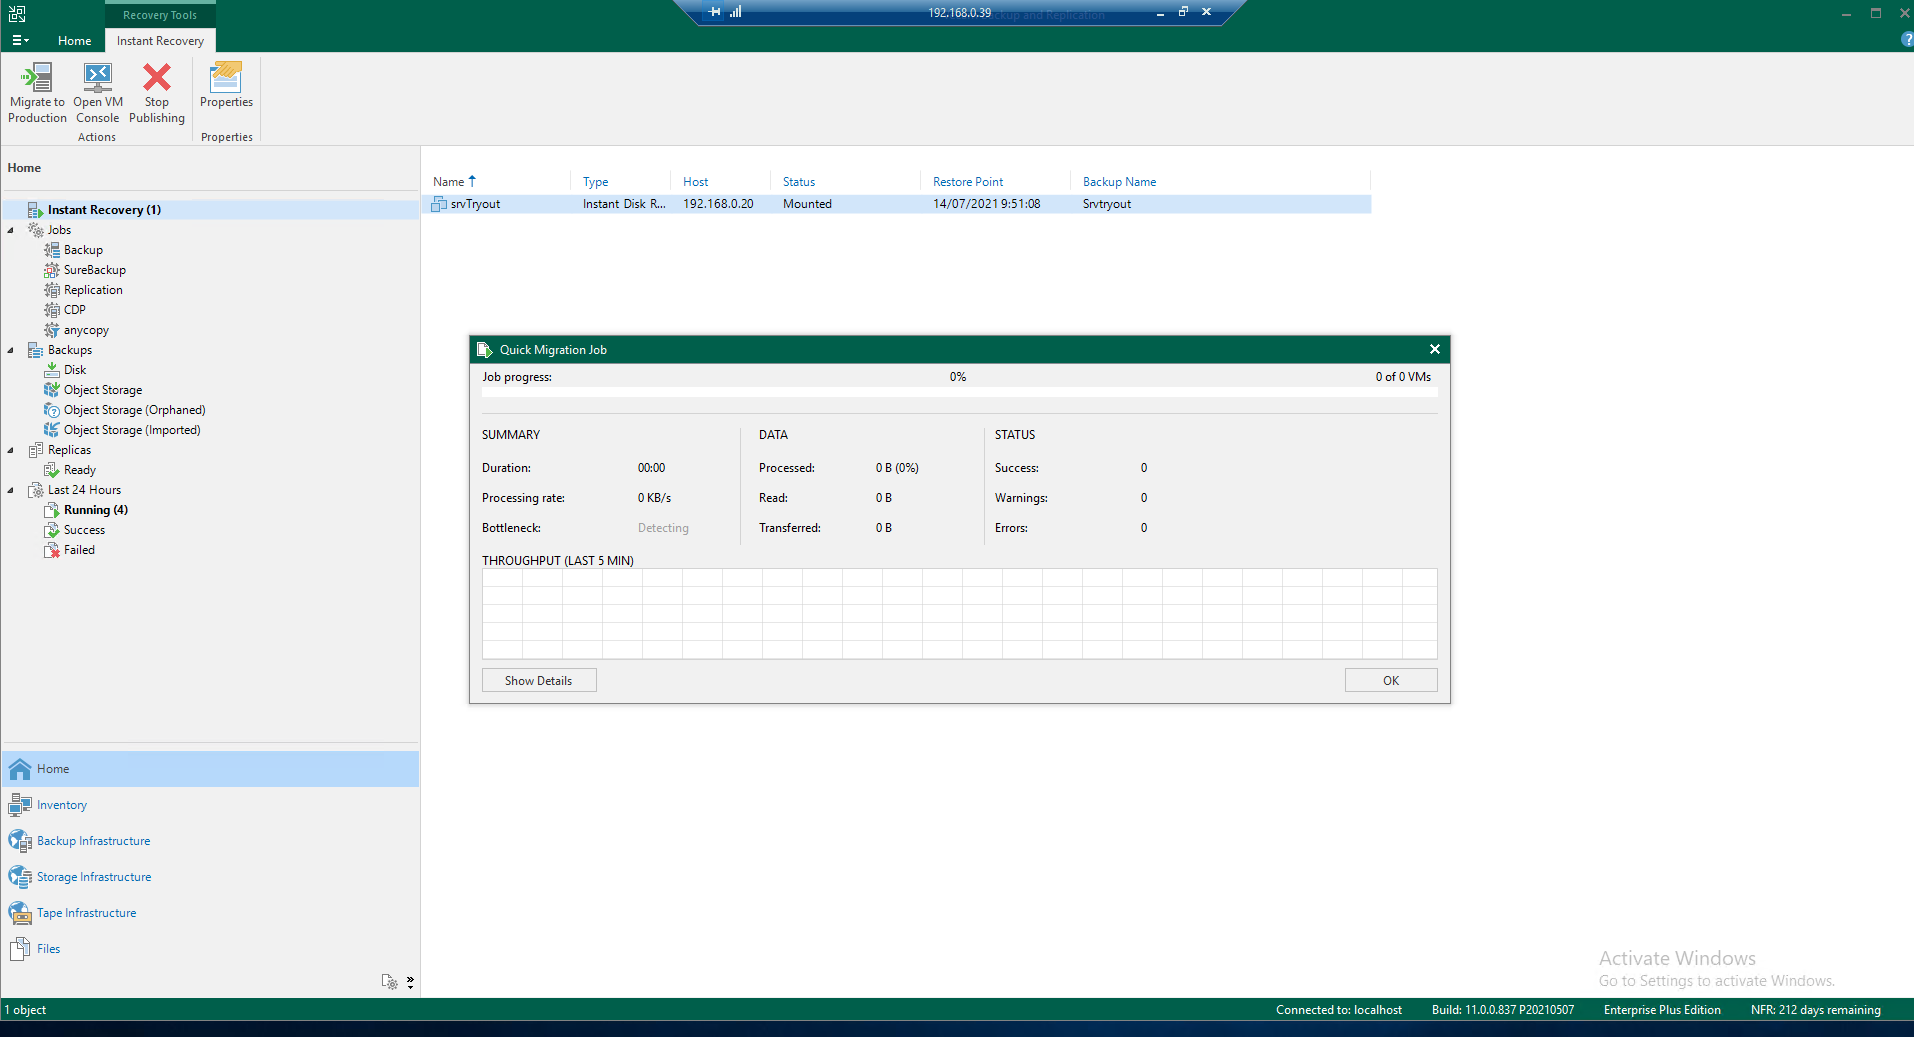 Recovery Tools
192.168.0.39
ckup and Replication
Home
Instant Recovery
Migrate to
Production
Open VM
Console
Stop
Publishing
Properties
Actions
Properties
Home
Instant Recovery (1)
Jobs
Backup
SureBackup
Replication
CDP
anycopy
Backups
Disk
Object Storage
Object Storage (Orphaned)
Object Storage (Imported)
Replicas
Ready
Last 24 Hours
Running (4)
Success
Failed
Name Type Host Status Restore Point Backup Name
srvTryout Instant Disk R... 192.168.0.20 Mounted 14/07/2021 9:51:08 Srvtryout
Quick Migration Job
Job progress: 0% 0 of 0 VMs
SUMMARY DATA STATUS
Duration: 00:00 Processed: 0 B (0%) Success: 0
Processing rate: 0 KB/s Read: 0 B Warnings: 0
Bottleneck: Detecting Transferred: 0 B Errors: 0
THROUGHPUT (LAST 5 MIN)
Show Details OK
Home
Inventory
Backup Infrastructure
Storage Infrastructure
Tape Infrastructure
Files
Activate Windows
Go to Settings to activate Windows.
1 object Connected to: localhost Build: 11.0.0.837 P20210507 Enterprise Plus Edition NFR: 212 days remaining